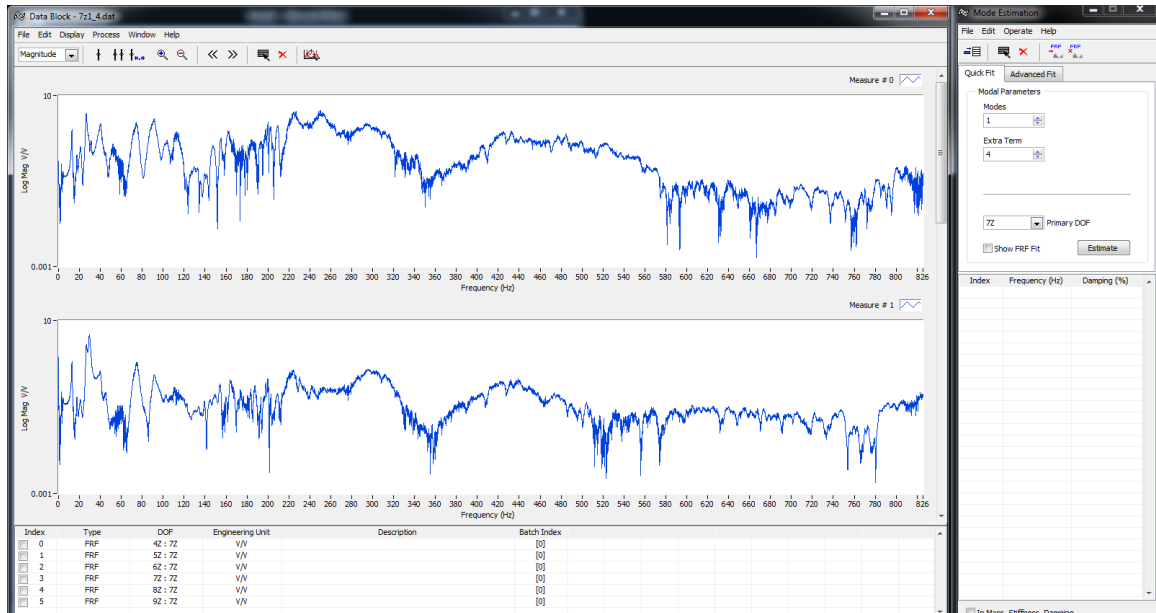 Data Block - 7z1_4.dat
File Edit Display Process Window Help
Magnitude
Measure # 0
10
Log Mag V/V
0.001
0 20 40 60 80 100 120 140 160 180 200 220 240 260 280 300 320 340 360 380 400 420 440 460 480 500 520 540 560 580 600 620 640 660 680 700 720 740 760 780 800 826
Frequency (Hz)
Measure # 1
10
Log Mag V/V
0.001
0 20 40 60 80 100 120 140 160 180 200 220 240 260 280 300 320 340 360 380 400 420 440 460 480 500 520 540 560 580 600 620 640 660 680 700 720 740 760 780 800 826
Frequency (Hz)
Index Type DOF Engineering Unit Description Batch Index
0 FRF 4Z : 7Z V/V [0]
1 FRF 5Z : 7Z V/V [0]
2 FRF 6Z : 7Z V/V [0]
3 FRF 7Z : 7Z V/V [0]
4 FRF 8Z : 7Z V/V [0]
5 FRF 9Z : 7Z V/V [0]
Mode Estimation
File Edit Operate Help
FRF FRF
Quick Fit Advanced Fit
Modal Parameters
Modes
1
Extra Term
4
7Z Primary DOF
Show FRF Fit Estimate
Index Frequency (Hz) Damping (%)
In Mass, Stiffness, Damping